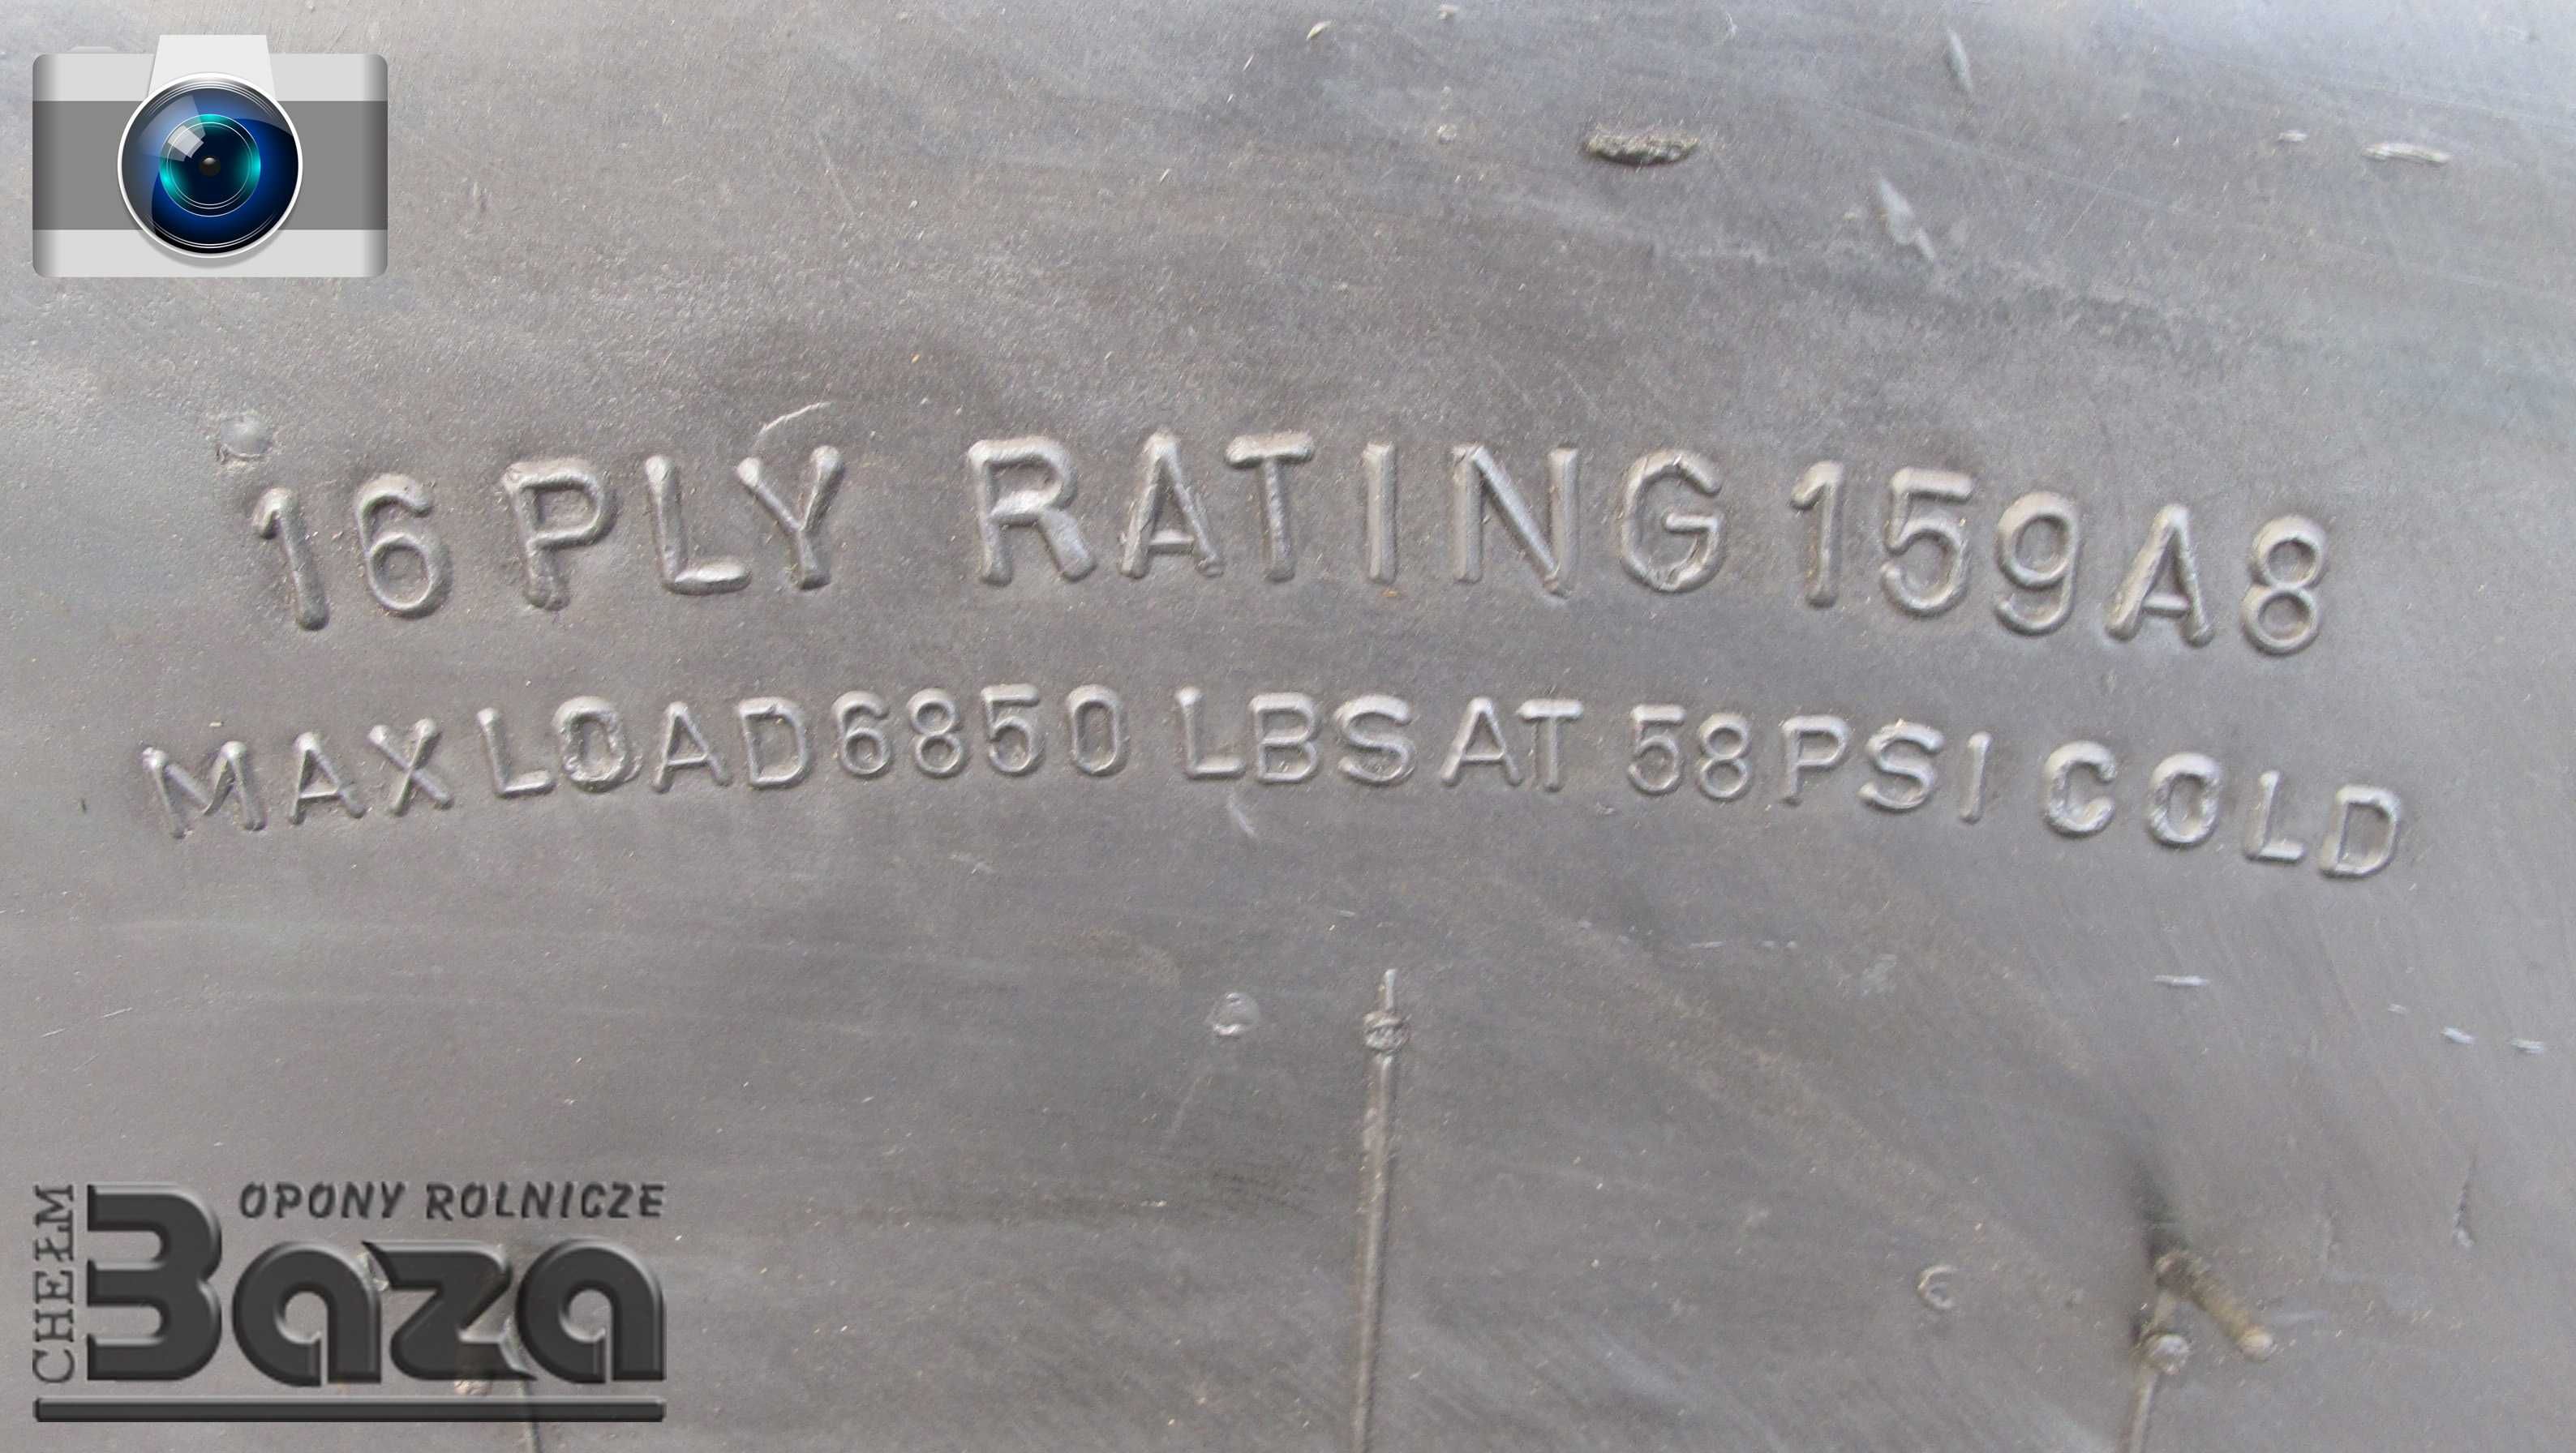 16 PLY RATING 159A8
MAX LOAD 6850 LBS AT 58 PSI COLD
OPONY ROLNICZE
CHEŁM
Baza